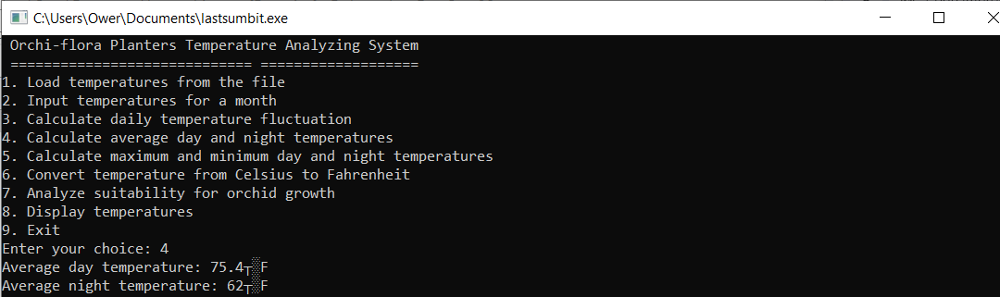 C:\Users\Ower\Documents\lastsumbit.exe
Orchi-flora Planters Temperature Analyzing System
============================= ===================
1. Load temperatures from the file
2. Input temperatures for a month
3. Calculate daily temperature fluctuation
4. Calculate average day and night temperatures
5. Calculate maximum and minimum day and night temperatures
6. Convert temperature from Celsius to Fahrenheit
7. Analyze suitability for orchid growth
8. Display temperatures
9. Exit
Enter your choice: 4
Average day temperature: 75.4┬░F
Average night temperature: 62┬░F